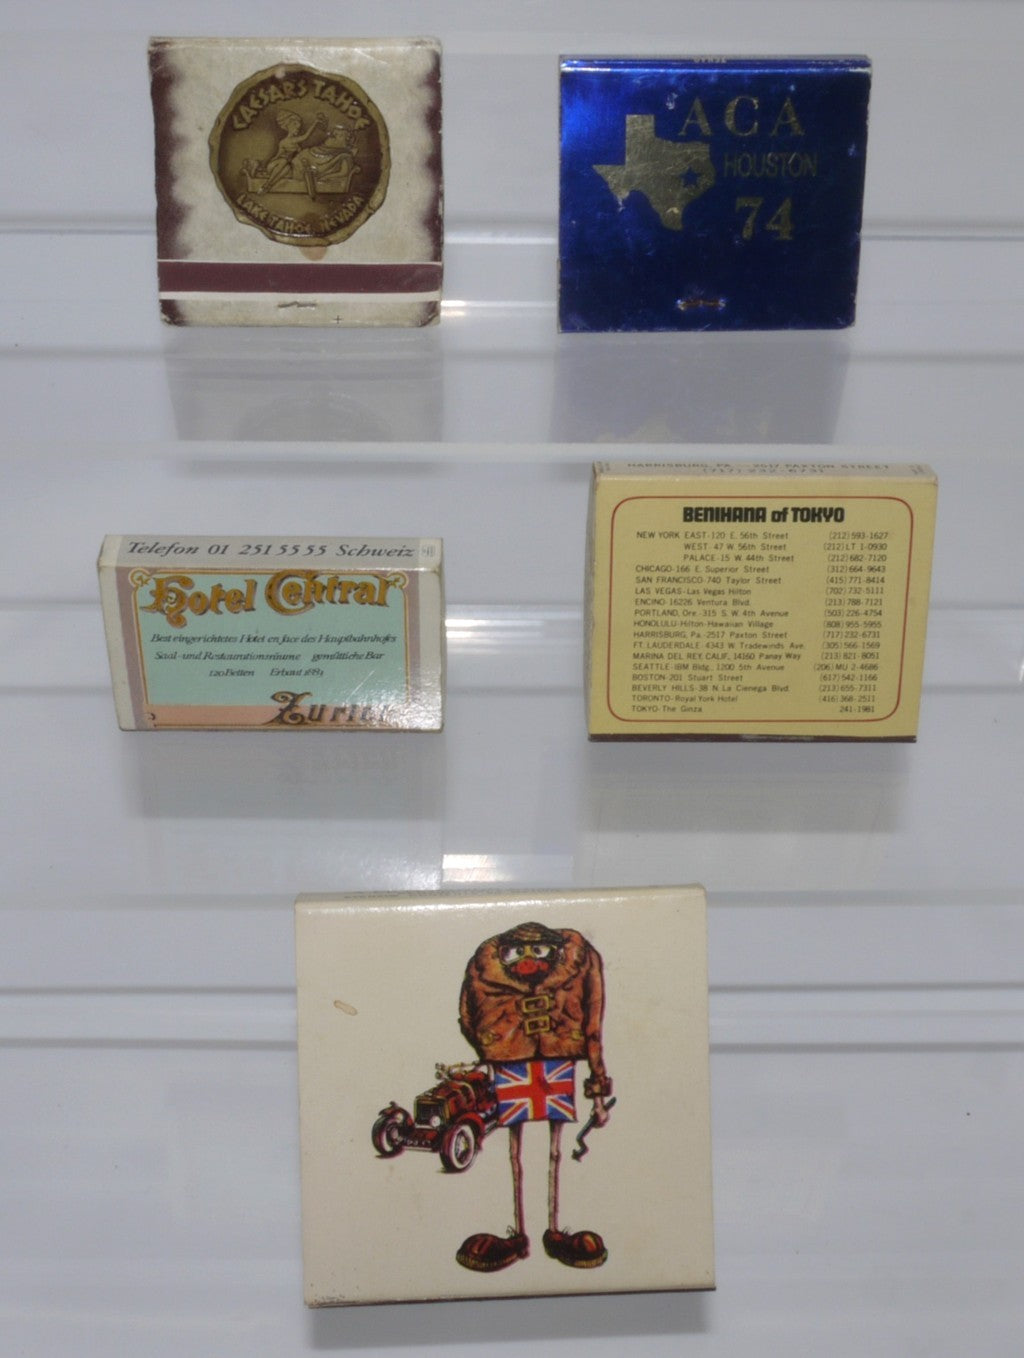 CAESARS TAHOE
LAKE TAHOE, NEVADA
TEXAS
ACA
HOUSTON
74
Telefon 01 251 55 55 Schweiz
Hotel Central
Best eingerichtetes Hotel en face des Hauptbahnhofes
Saal- und Restaurationsräume gemütliche Bar
120 Betten Erbaut 1883
Zurich
HARRISBURG, PA. — 2517 PAXTON STREET
(717) 232-6731
BENIHANA of TOKYO
NEW YORK EAST-120 E. 56th Street (212) 593-1627
WEST- 47 W. 56th Street (212) LT 1-0930
PALACE-15 W. 44th Street (212) 682-7120
CHICAGO-166 E. Superior Street (312) 664-9643
SAN FRANCISCO-740 Taylor Street (415) 771-8414
LAS VEGAS-Las Vegas Hilton (702) 732-5111
ENCINO-16226 Ventura Blvd. (213) 788-7121
PORTLAND, Ore.-315 S. W. 4th Avenue (503) 226-4754
HONOLULU-Hilton-Hawaiian Village (808) 955-5955
HARRISBURG, Pa.-2517 Paxton Street (717) 232-6731
FT. LAUDERDALE- 4343 W. Tradewinds Ave. (305) 566-1569
MARINA DEL REY, CALIF., 14160 Panay Way (213) 821-8051
SEATTLE-IBM Bldg., 1200 5th Avenue (206) MU 2-4686
BOSTON-201 Stuart Street (617) 542-1166
BEVERLY HILLS-38 N. La Cienega Blvd. (213) 655-7311
TORONTO-Royal York Hotel (416) 368-2511
TOKYO-The Ginza 241-1981